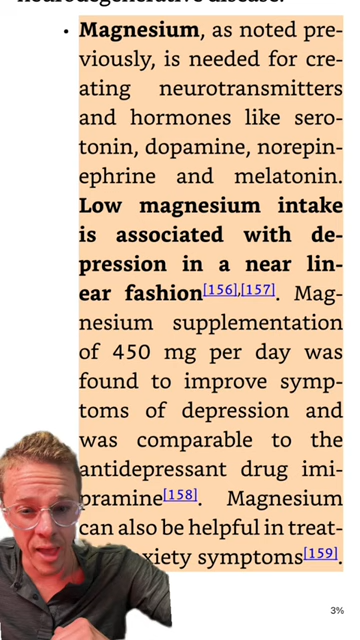 • Magnesium, as noted pre-
viously, is needed for cre-
ating neurotransmitters
and hormones like sero-
tonin, dopamine, norepin-
ephrine and melatonin.
Low magnesium intake
is associated with de-
pression in a near lin-
ear fashion[156],[157]. Mag-
nesium supplementation
of 450 mg per day was
found to improve symp-
toms of depression and
was comparable to the
antidepressant drug imi-
pramine[158]. Magnesium
can also be helpful in treat-
xiety symptoms[159].
3%